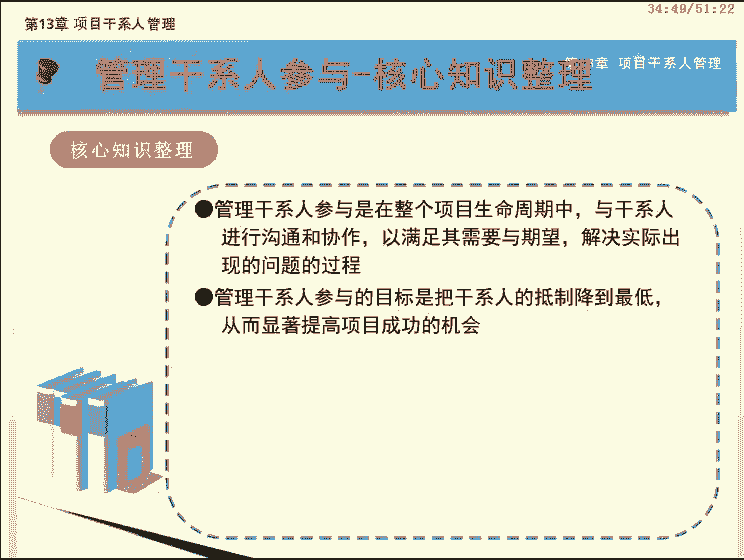 34:49/51:22
第13章 项目干系人管理
第13章 项目干系人管理
管理干系人参与-核心知识整理
核心知识整理
●管理干系人参与是在整个项目生命周期中，与干系人
进行沟通和协作，以满足其需要与期望，解决实际出
现的问题的过程
●管理干系人参与的目标是把干系人的抵制降到最低，
从而显著提高项目成功的机会